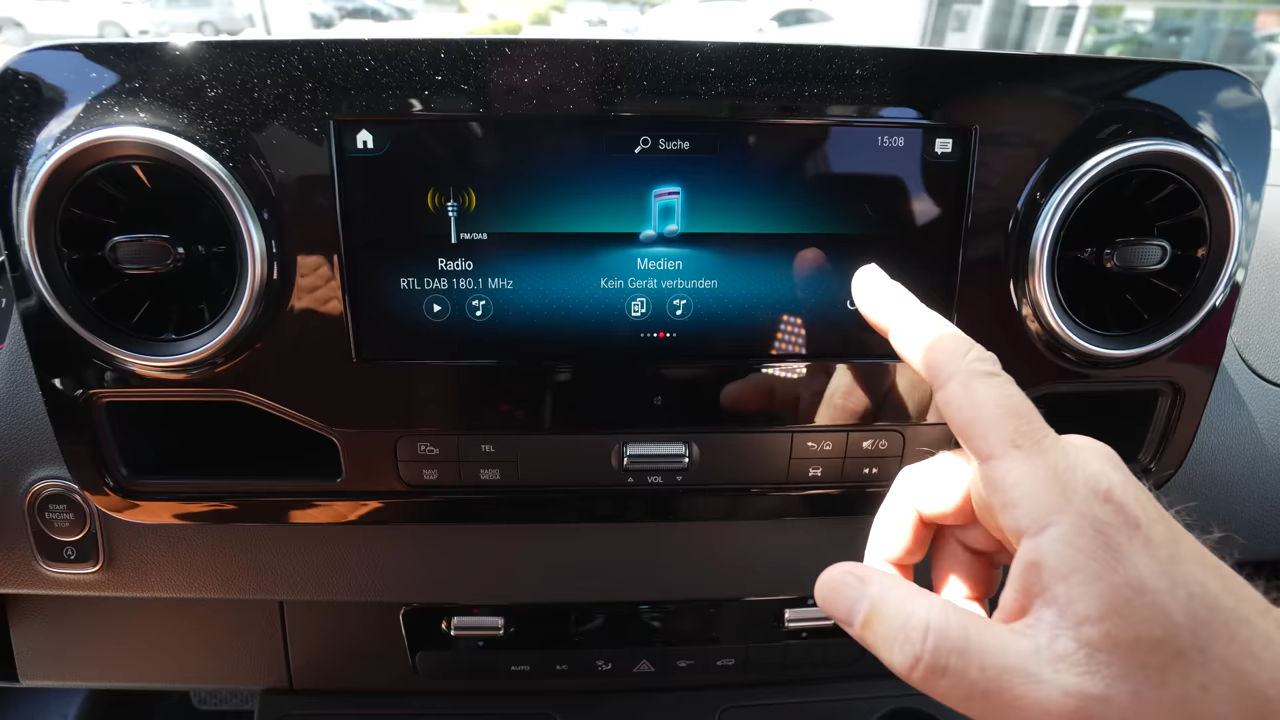 Suche
15:08
FM/DAB
Radio
RTL DAB 180.1 MHz
Medien
Kein Gerät verbunden
P
TEL
NAVI
MAP
RADIO
MEDIA
VOL
START
ENGINE
STOP
A
AUTO
A/C